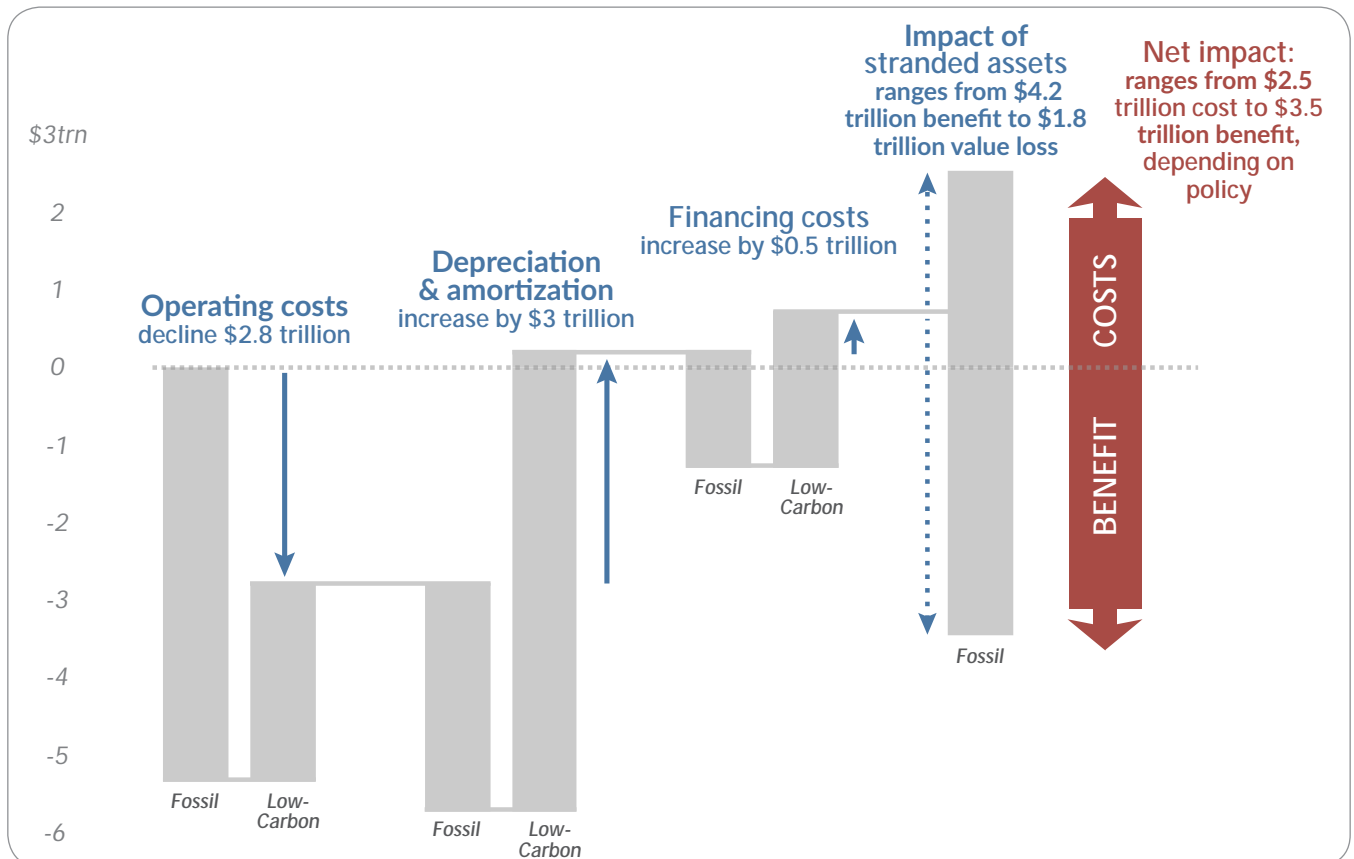 Impact of
stranded assets
ranges from $4.2
trillion benefit to $1.8
trillion value loss
Net impact:
ranges from $2.5
trillion cost to $3.5
trillion benefit,
depending on
policy
$3trn
2
1
0
-1
-2
-3
-4
-5
-6
Operating costs
decline $2.8 trillion
Depreciation
& amortization
increase by $3 trillion
Financing costs
increase by $0.5 trillion
COSTS
BENEFIT
Fossil
Low-
Carbon
Fossil
Low-
Carbon
Fossil
Low-
Carbon
Fossil